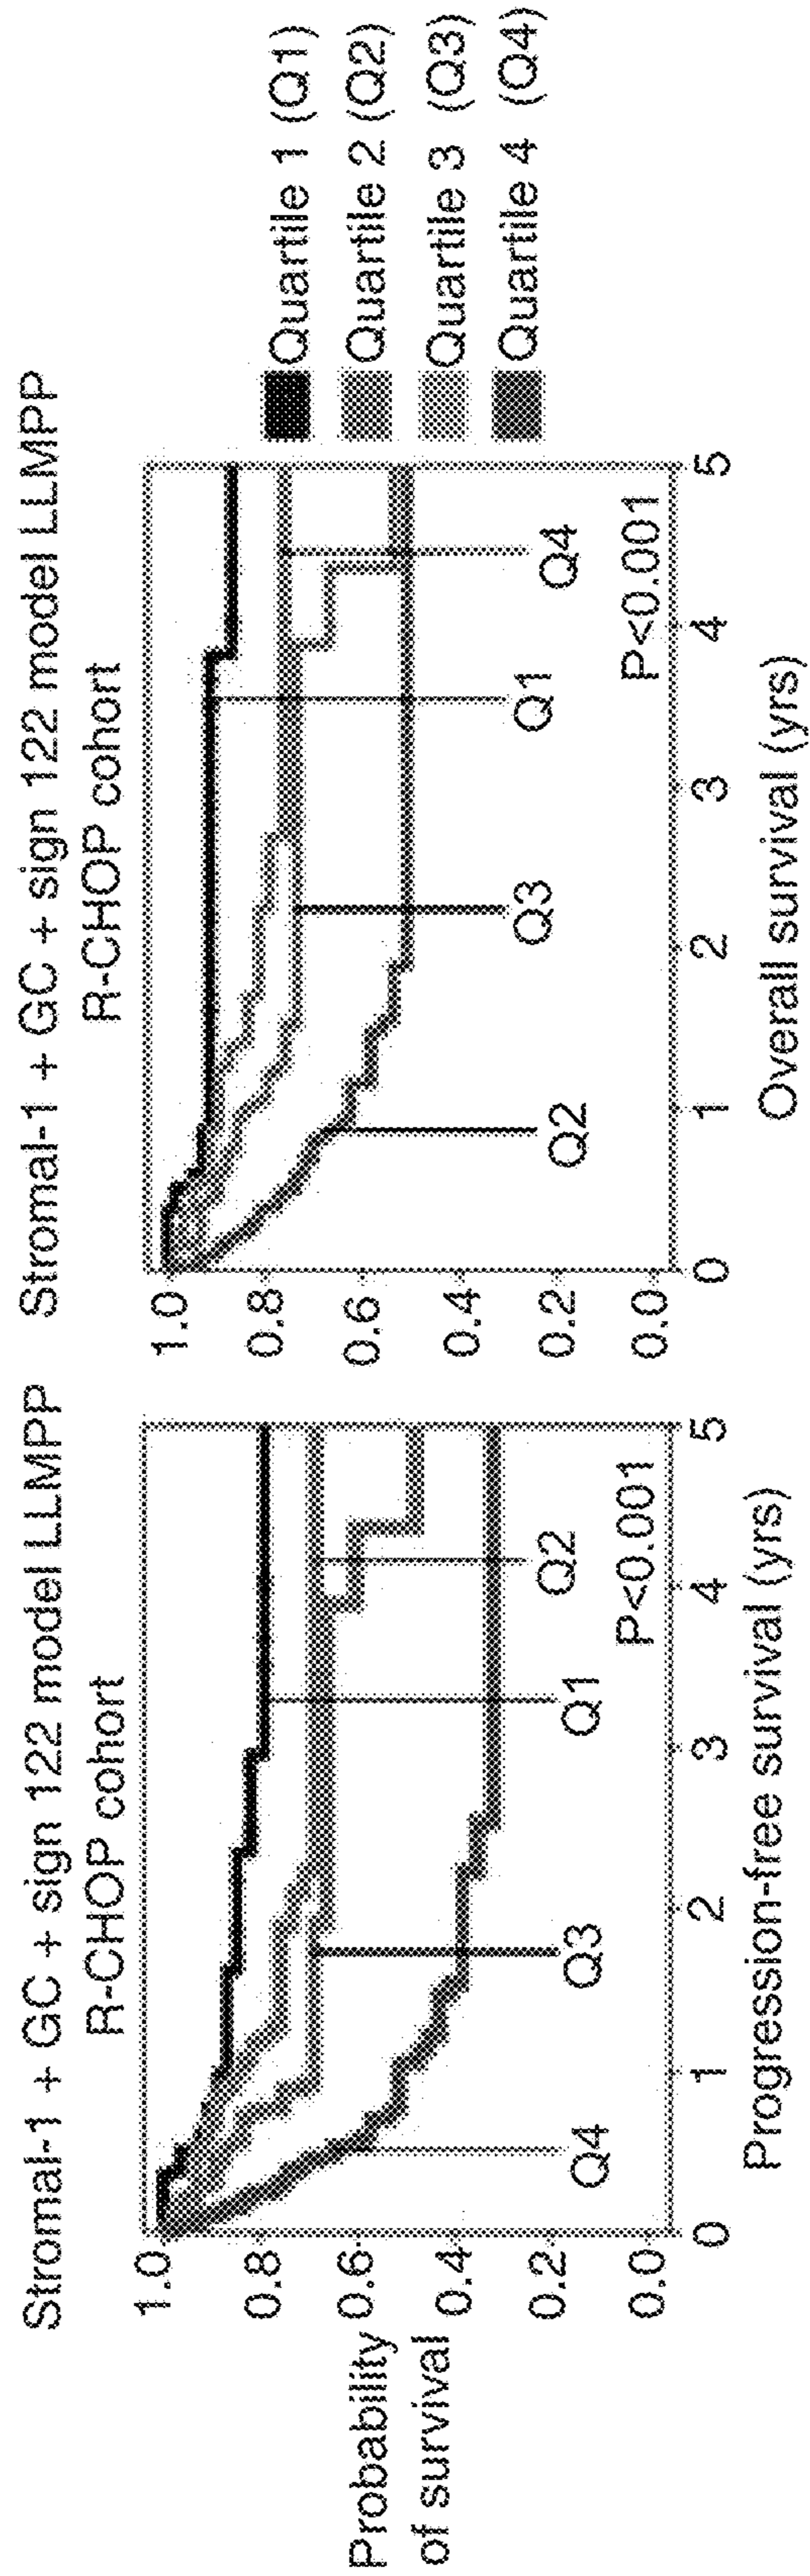 Stromal-1 + GC + sign 122 model LLMPP
R-CHOP cohort
Probability
of survival
1.0
0.8
0.6
0.4
0.2
0.0
Q4
Q3
Q1
Q2
P<0.001
0 1 2 3 4 5
Progression-free survival (yrs)
Stromal-1 + GC + sign 122 model LLMPP
R-CHOP cohort
1.0
0.8
0.6
0.4
0.2
0.0
Q2
Q3
Q1
Q4
P<0.001
0 1 2 3 4 5
Overall survival (yrs)
Quartile 1 (Q1)
Quartile 2 (Q2)
Quartile 3 (Q3)
Quartile 4 (Q4)